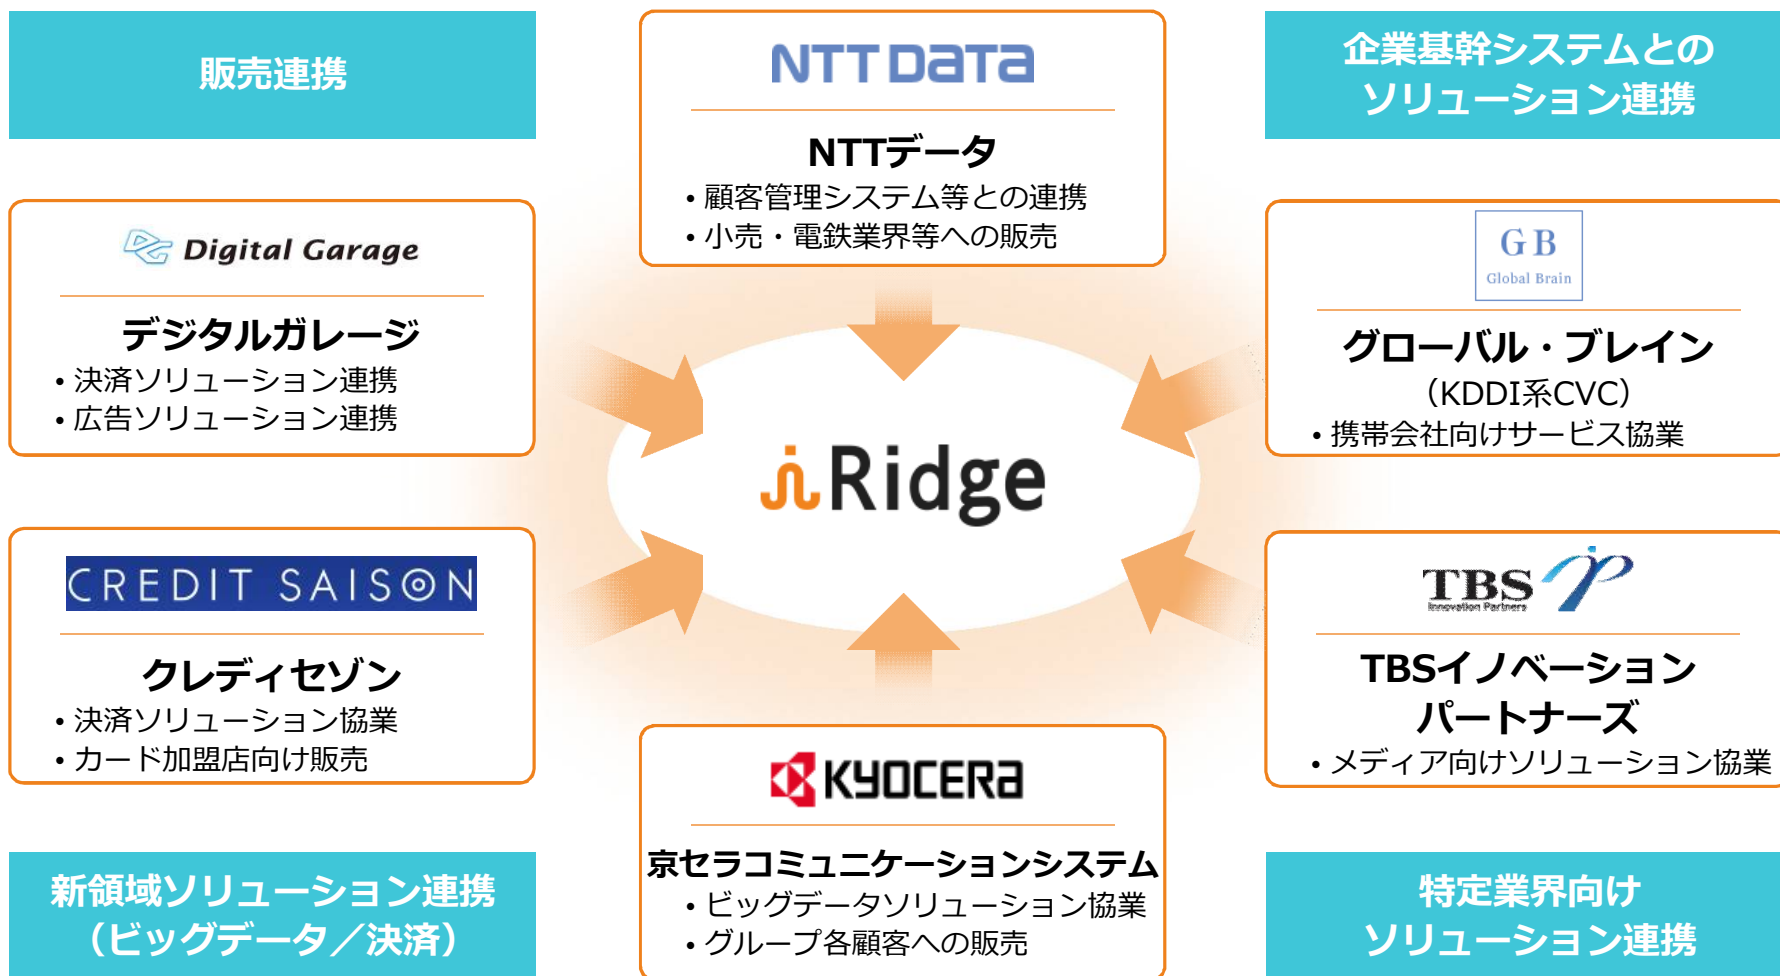 販売連携
NTT DATA
NTTデータ
• 顧客管理システム等との連携
• 小売・電鉄業界等への販売
企業基幹システムとの
ソリューション連携
Digital Garage
デジタルガレージ
• 決済ソリューション連携
• 広告ソリューション連携
GB
Global Brain
グローバル・ブレイン
（KDDI系CVC）
• 携帯会社向けサービス協業
Ridge
CREDIT SAISON
クレディセゾン
• 決済ソリューション協業
• カード加盟店向け販売
TBS
Innovation Partners
TBSイノベーション
パートナーズ
• メディア向けソリューション協業
KYOCERA
京セラコミュニケーションシステム
• ビッグデータソリューション協業
• グループ各顧客への販売
新領域ソリューション連携
（ビッグデータ／決済）
特定業界向け
ソリューション連携